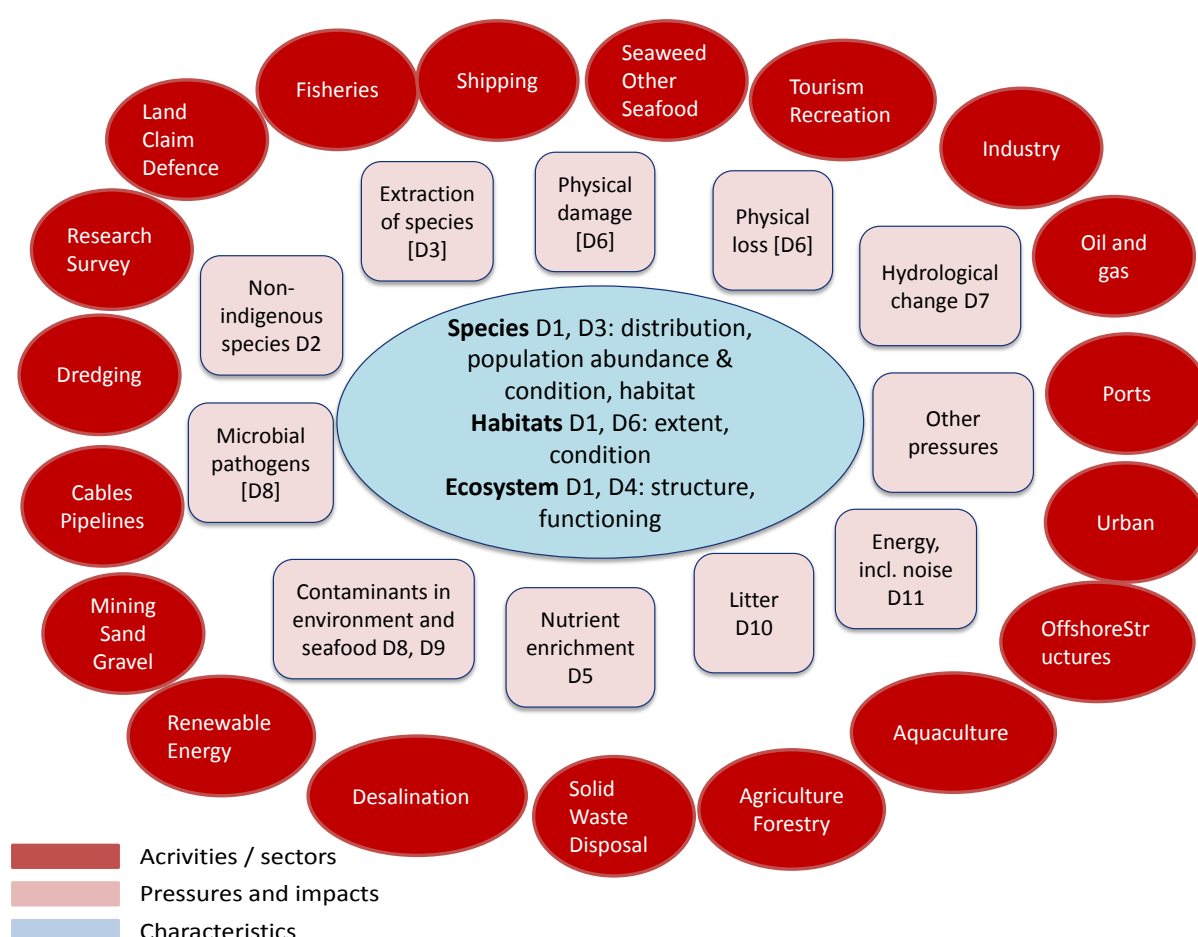 Fisheries
Shipping
Seaweed
Other
Seafood
Tourism
Recreation
Land
Claim
Defence
Industry
Research
Survey
Oil and
gas
Dredging
Ports
Cables
Pipelines
Urban
Mining
Sand
Gravel
OffshoreStr
uctures
Renewable
Energy
Aquaculture
Desalination
Solid
Waste
Disposal
Agriculture
Forestry
Extraction
of species
[D3]
Physical
damage
[D6]
Physical
loss [D6]
Hydrological
change D7
Non-
indigenous
species D2
Other
pressures
Microbial
pathogens
[D8]
Energy,
incl. noise
D11
Contaminants in
environment and
seafood D8, D9
Nutrient
enrichment
D5
Litter
D10
Species D1, D3: distribution,
population abundance &
condition, habitat
Habitats D1, D6: extent,
condition
Ecosystem D1, D4: structure,
functioning
Acrivities / sectors
Pressures and impacts
Characteristics